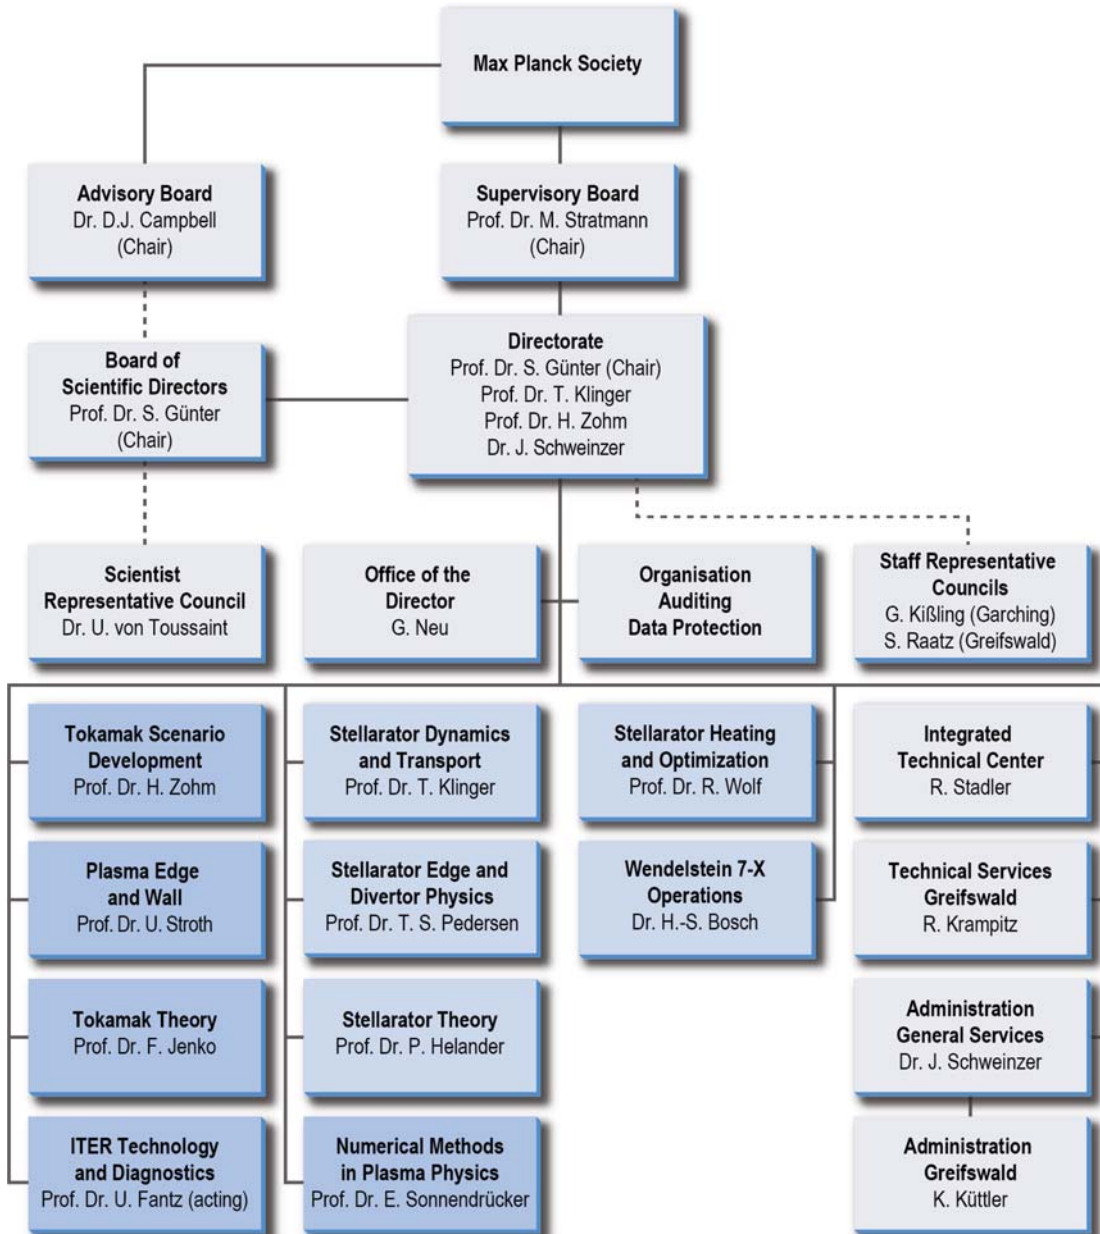 Max Planck Society
Advisory Board
Dr. D.J. Campbell
(Chair)
Supervisory Board
Prof. Dr. M. Stratmann
(Chair)
Board of
Scientific Directors
Prof. Dr. S. Günter
(Chair)
Directorate
Prof. Dr. S. Günter (Chair)
Prof. Dr. T. Klinger
Prof. Dr. H. Zohm
Dr. J. Schweinzer
Scientist
Representative Council
Dr. U. von Toussaint
Office of the
Director
G. Neu
Organisation
Auditing
Data Protection
Staff Representative
Councils
G. Kißling (Garching)
S. Raatz (Greifswald)
Tokamak Scenario
Development
Prof. Dr. H. Zohm
Stellarator Dynamics
and Transport
Prof. Dr. T. Klinger
Stellarator Heating
and Optimization
Prof. Dr. R. Wolf
Integrated
Technical Center
R. Stadler
Plasma Edge
and Wall
Prof. Dr. U. Stroth
Stellarator Edge and
Divertor Physics
Prof. Dr. T. S. Pedersen
Wendelstein 7-X
Operations
Dr. H.-S. Bosch
Technical Services
Greifswald
R. Krampitz
Tokamak Theory
Prof. Dr. F. Jenko
Stellarator Theory
Prof. Dr. P. Helander
Administration
General Services
Dr. J. Schweinzer
ITER Technology
and Diagnostics
Prof. Dr. U. Fantz (acting)
Numerical Methods
in Plasma Physics
Prof. Dr. E. Sonnendrücker
Administration
Greifswald
K. Küttler